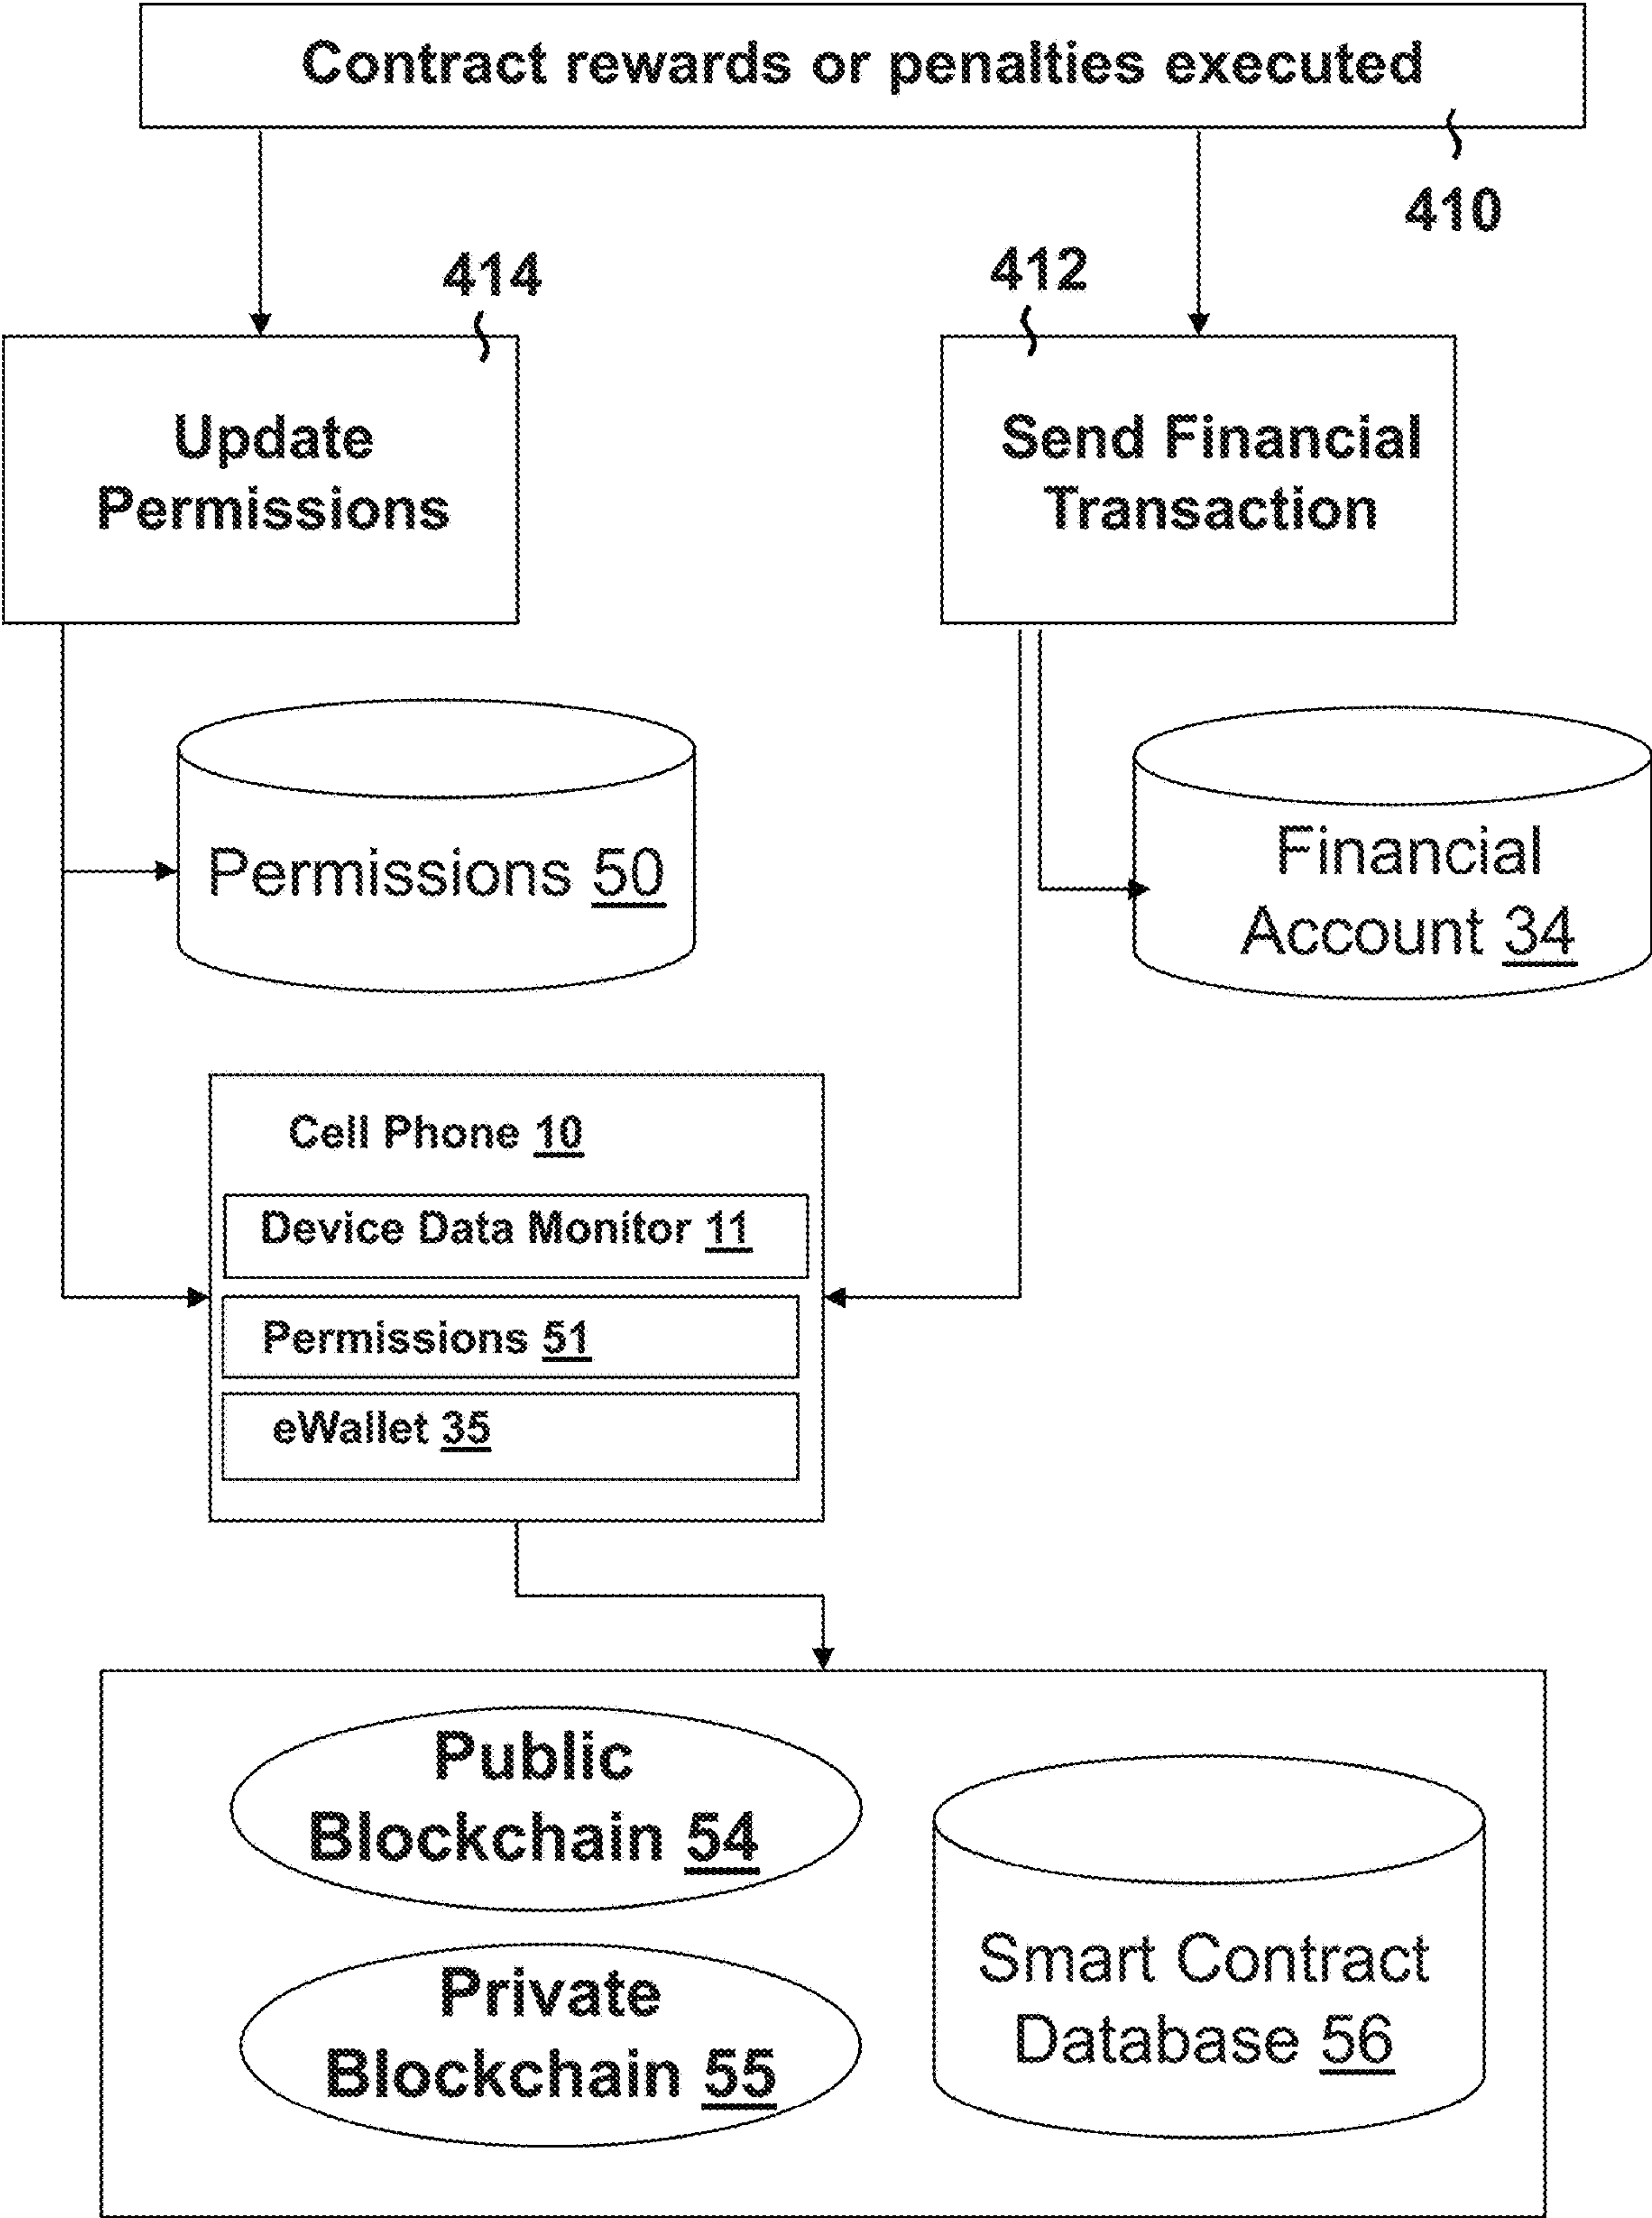 Contract rewards or penalties executed
410
414
412
Update
Permissions
Send Financial
Transaction
Permissions 50
Financial
Account 34
Cell Phone 10
Device Data Monitor 11
Permissions 51
eWallet 35
Public
Blockchain 54
Private
Blockchain 55
Smart Contract
Database 56